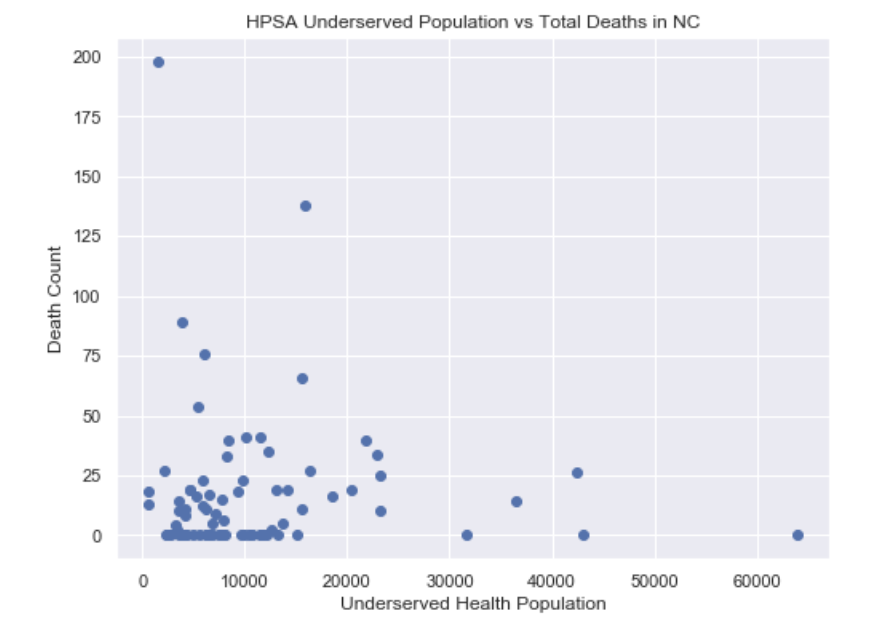 HPSA Underserved Population vs Total Deaths in NC
200
175
150
125
100
75
50
25
0
Death Count
0 10000 20000 30000 40000 50000 60000
Underserved Health Population